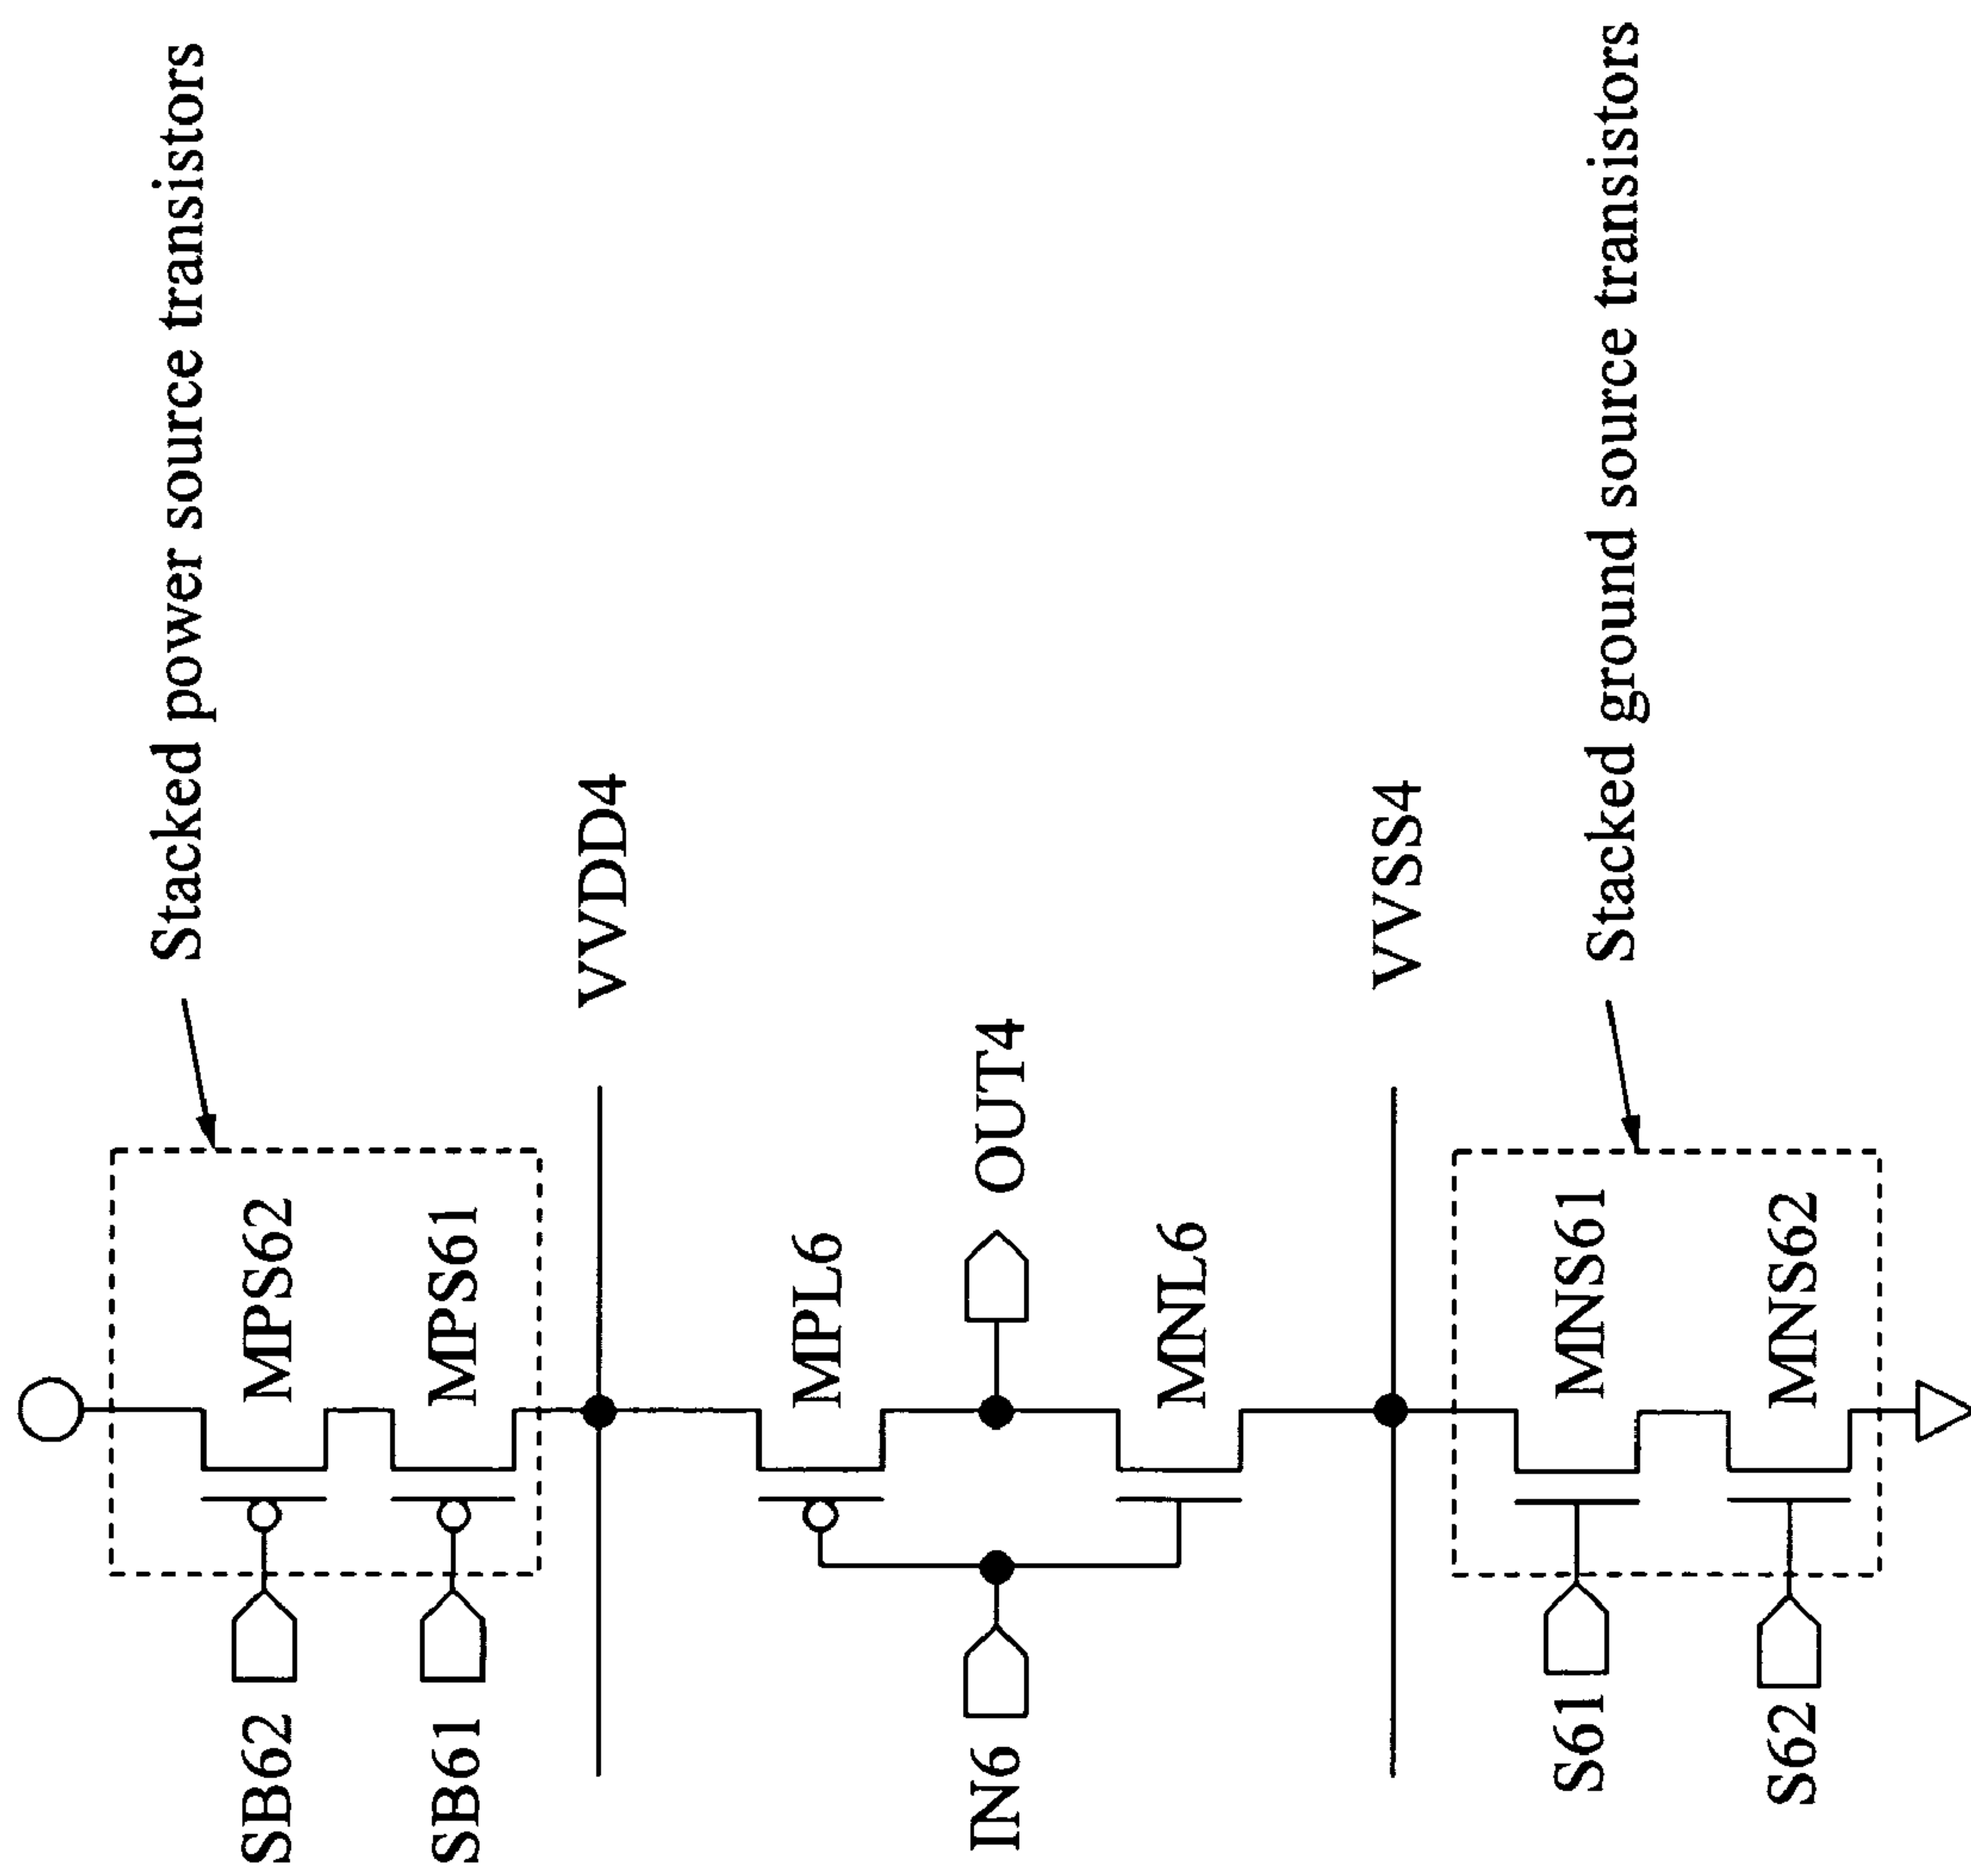 Stacked power source transistors
MPS62
SB62
MPS61
SB61
VVDD4
MPL6
IN6
OUT4
MNL6
VVSS4
Stacked ground source transistors
MNS61
S61
MNS62
S62